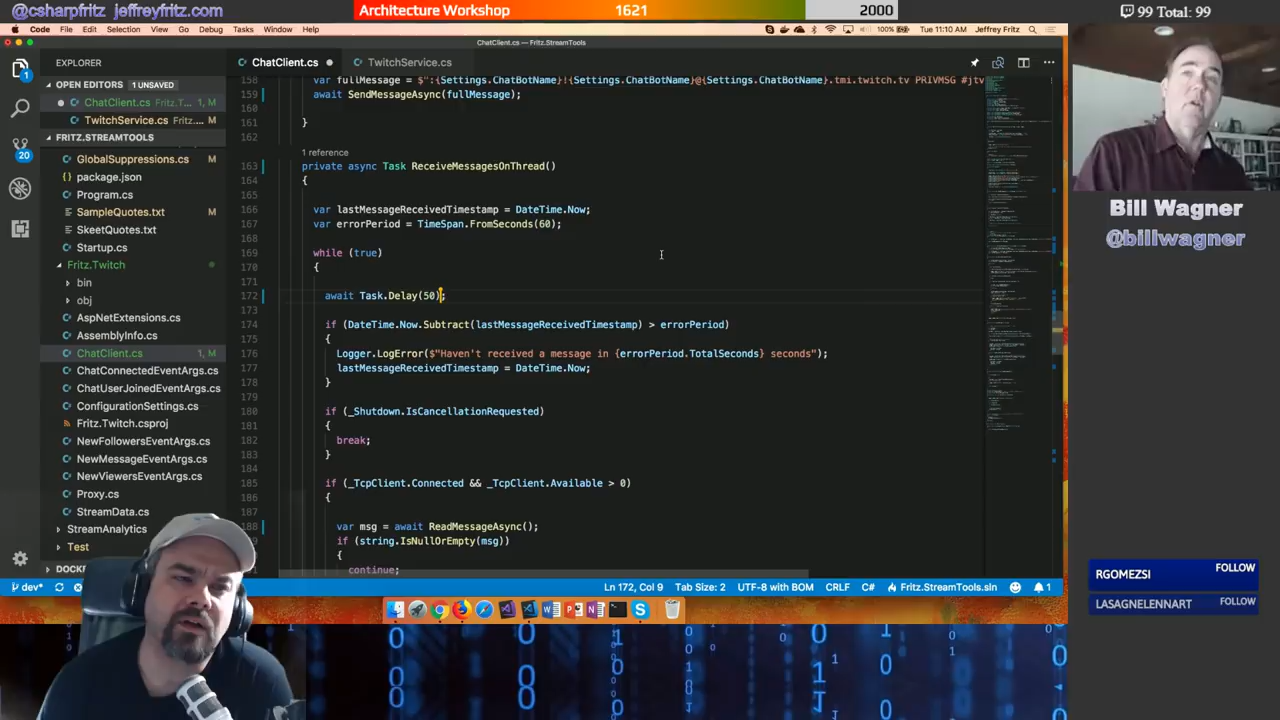 @csharpfritz jeffreyfritz.com
Architecture Workshop
1621
2000
99 Total: 99
Code File Edit Selection View Go Debug Tasks Window Help
100% Tue 11:10 AM Jeffrey Fritz
ChatClient.cs — Fritz.StreamTools
EXPLORER
ChatClient.cs
TwitchService.cs
OPEN EDITORS 1 UNSAVED
ChatClient.cs Fritz.T... 1, M
TwitchService.cs Fritz.... M
FRITZ.STREAMTOOLS
GlobalSuppressions.cs M
package.json
Program.cs
SampleQuotes.txt M
SkeetQuotes.txt
Startup.cs
Fritz.Twitch
bin
obj
AspNetExtensions.cs
Assets
ChatClient.cs 1, M
ChatConnectedEventArgs.cs
ChatUserJoinedEventArgs.cs
ConfigurationSettings.cs
Fritz.Twitch.csproj
NewFollowersEventArgs.cs
NewMessageEventArgs.cs
NewViewersEventArgs.cs
Proxy.cs
StreamData.cs
StreamAnalytics
Test
DOCKE
1
20
158 var fullMessage = $":{Settings.ChatBotName}!{Settings.ChatBotName}@{Settings.ChatBotName}.tmi.twitch.tv PRIVMSG #jtv
159 await SendMessageAsync(fullMessage);
160
161 }
162
1 reference
163 private async Task ReceiveMessagesOnThread()
164 {
165
166 var lastMessageReceivedTimestamp = DateTime.Now;
167 var errorPeriod = TimeSpan.FromSeconds(60);
168
169 while (true)
170 {
171
172 await Task.Delay(50);
173
174 if (DateTime.Now.Subtract(lastMessageReceivedTimestamp) > errorPeriod)
175 {
176 Logger.LogError($"Haven't received a message in {errorPeriod.TotalSeconds} seconds");
177 lastMessageReceivedTimestamp = DateTime.Now;
178 }
179
180 if (_Shutdown.IsCancellationRequested)
181 {
182 break;
183 }
184
185 if (_TcpClient.Connected && _TcpClient.Available > 0)
186 {
187
188 var msg = await ReadMessageAsync();
189 if (string.IsNullOrEmpty(msg))
190 {
191 continue;
dev*
Ln 172, Col 9 Tab Size: 2 UTF-8 with BOM CRLF C# Fritz.StreamTools.sln 1
Bill Wagner
@billwagner
RGOMEZSI FOLLOW
LASAGNELENNART FOLLOW